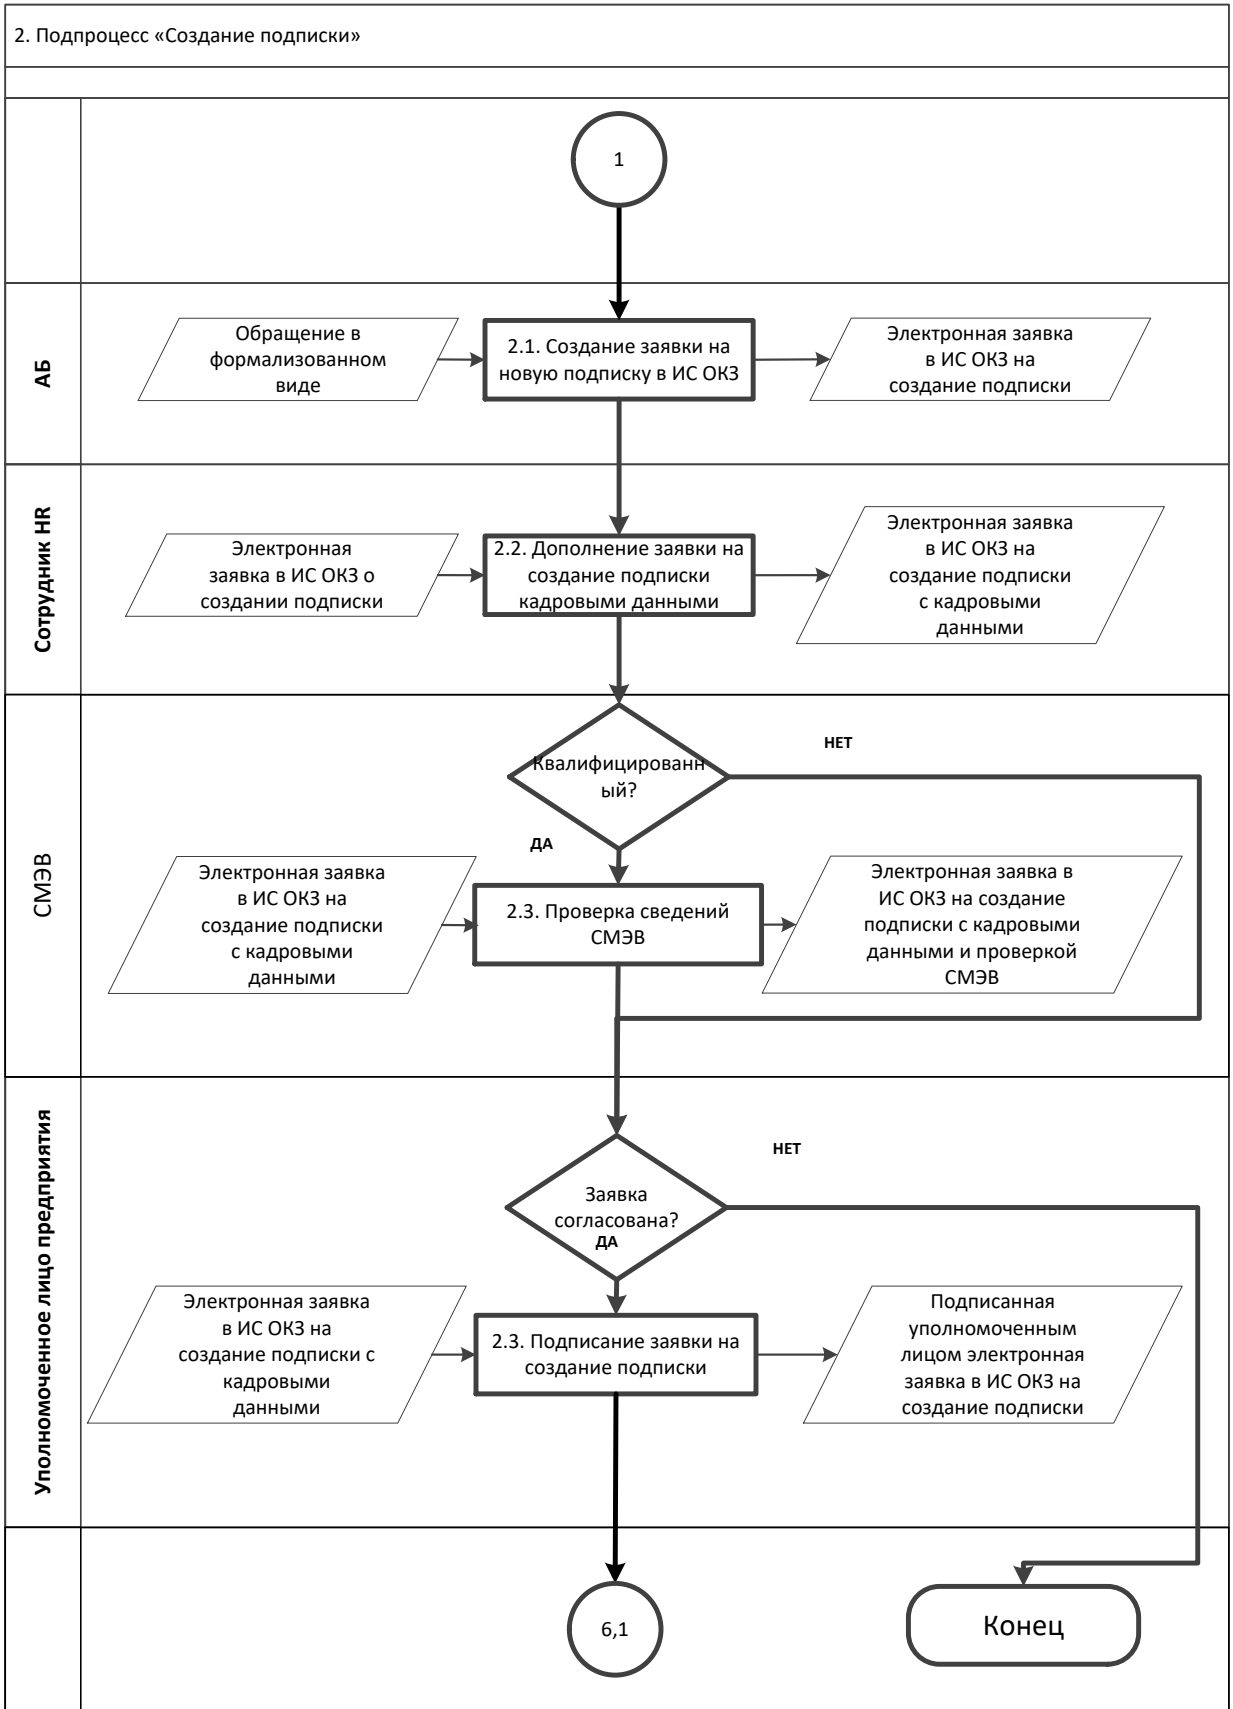 2. Подпроцесс «Создание подписки»
1
АБ
Обращение в
формализованном
виде
2.1. Создание заявки на
новую подписку в ИС ОКЗ
Электронная заявка
в ИС ОКЗ на
создание подписки
Сотрудник HR
Электронная
заявка в ИС ОКЗ о
создании подписки
2.2. Дополнение заявки на
создание подписки
кадровыми данными
Электронная заявка
в ИС ОКЗ на
создание подписки
с кадровыми
данными
СМЭВ
Квалифицированн
ый?
НЕТ
ДА
Электронная заявка
в ИС ОКЗ на
создание подписки
с кадровыми
данными
2.3. Проверка сведений
СМЭВ
Электронная заявка в
ИС ОКЗ на создание
подписки с кадровыми
данными и проверкой
СМЭВ
Уполномоченное лицо предприятия
Заявка
согласована?
НЕТ
ДА
Электронная заявка
в ИС ОКЗ на
создание подписки с
кадровыми
данными
2.3. Подписание заявки на
создание подписки
Подписанная
уполномоченным
лицом электронная
заявка в ИС ОКЗ на
создание подписки
6,1
Конец